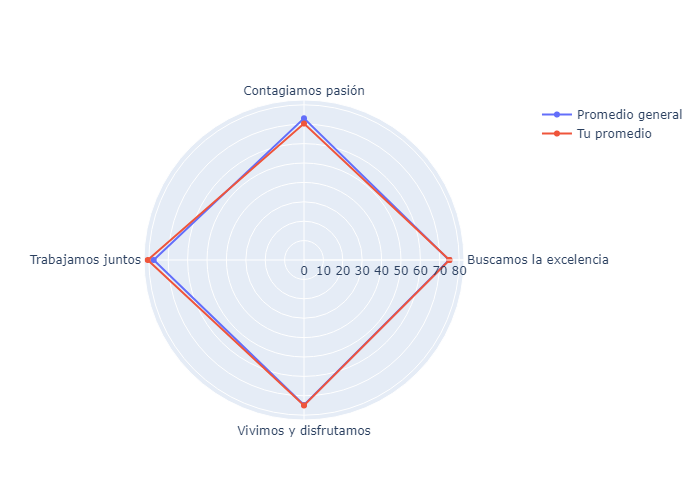 Contagiamos pasión
Promedio general
Tu promedio
Trabajamos juntos
Buscamos la excelencia
0 10 20 30 40 50 60 70 80
Vivimos y disfrutamos